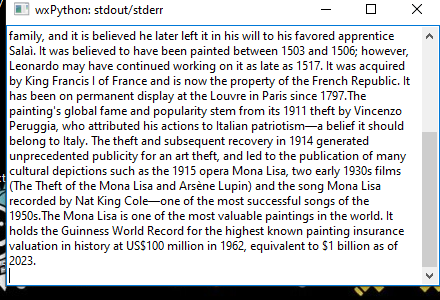 wxPython: stdout/stderr
family, and it is believed he later left it in his will to his favored apprentice
Salaì. It was believed to have been painted between 1503 and 1506; however,
Leonardo may have continued working on it as late as 1517. It was acquired
by King Francis I of France and is now the property of the French Republic. It
has been on permanent display at the Louvre in Paris since 1797.The
painting's global fame and popularity stem from its 1911 theft by Vincenzo
Peruggia, who attributed his actions to Italian patriotism—a belief it should
belong to Italy. The theft and subsequent recovery in 1914 generated
unprecedented publicity for an art theft, and led to the publication of many
cultural depictions such as the 1915 opera Mona Lisa, two early 1930s films
(The Theft of the Mona Lisa and Arsène Lupin) and the song Mona Lisa
recorded by Nat King Cole—one of the most successful songs of the
1950s.The Mona Lisa is one of the most valuable paintings in the world. It
holds the Guinness World Record for the highest known painting insurance
valuation in history at US$100 million in 1962, equivalent to $1 billion as of
2023.